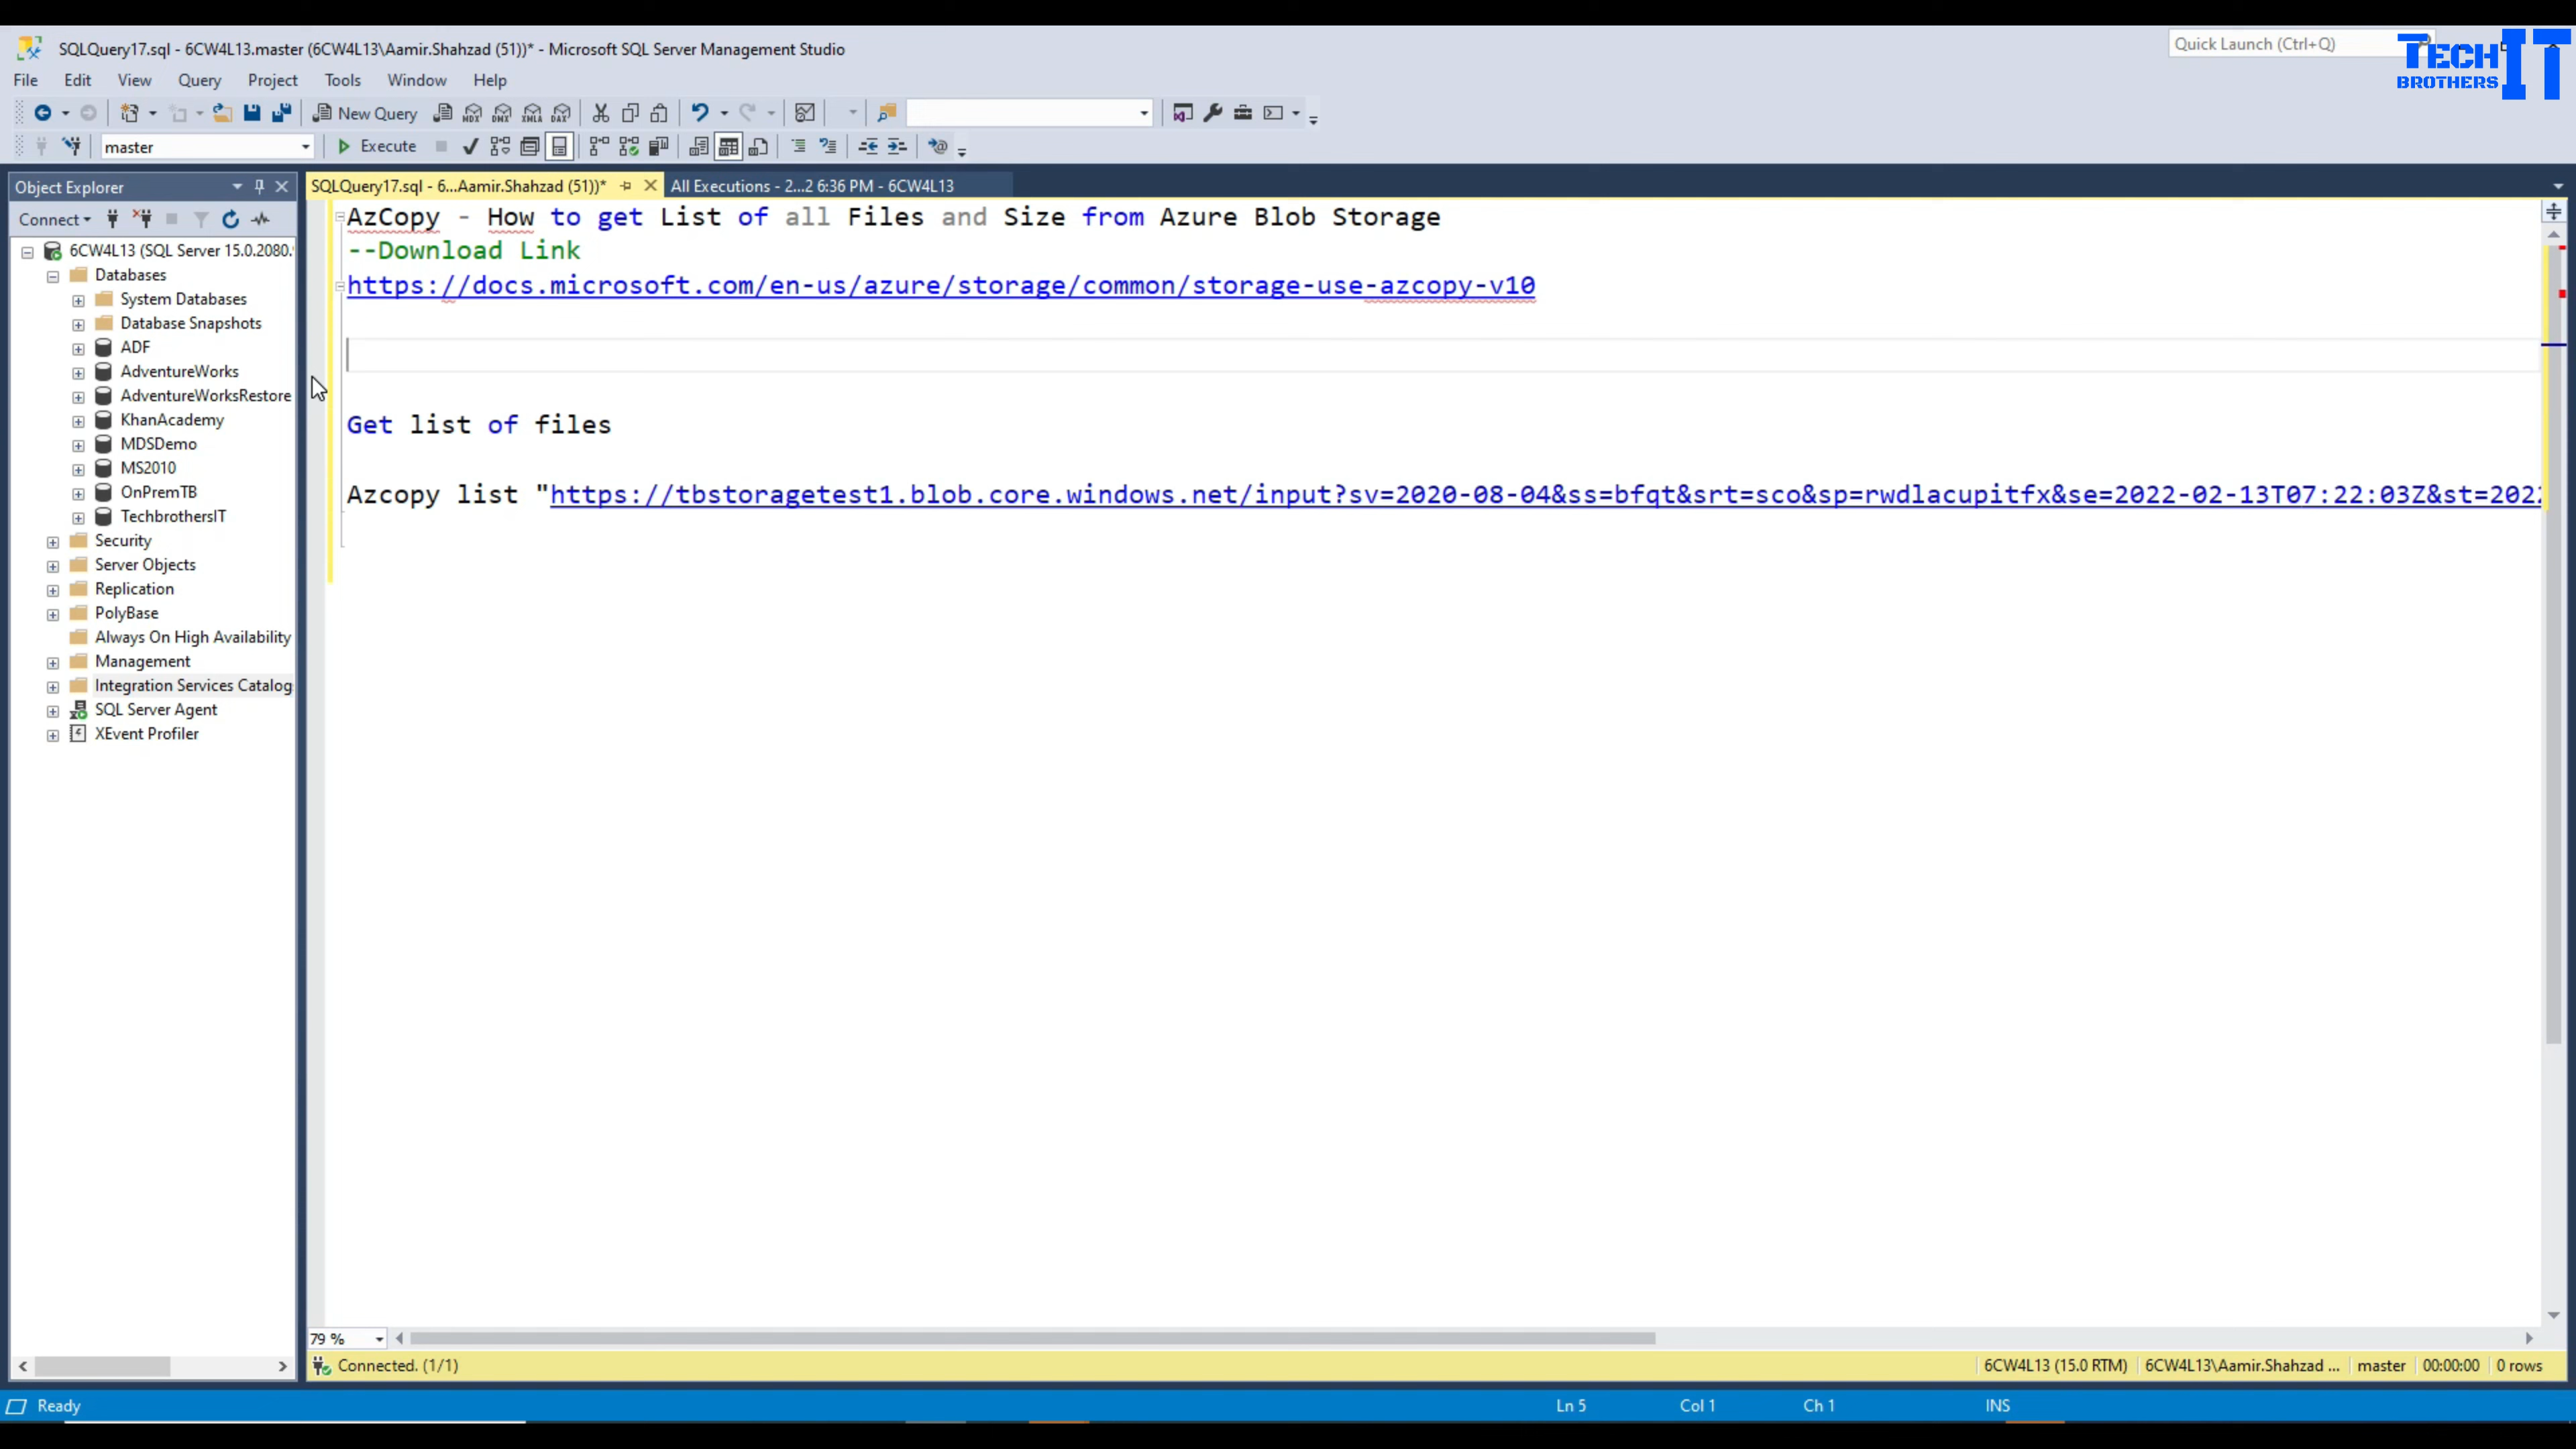 SQLQuery17.sql - 6CW4L13.master (6CW4L13\Aamir.Shahzad (51))* - Microsoft SQL Server Management Studio
Quick Launch (Ctrl+Q)
TECH IT
BROTHERS
File Edit View Query Project Tools Window Help
New Query MDX DMX XMLA DAX
master Execute
Object Explorer
SQLQuery17.sql - 6...Aamir.Shahzad (51))*
All Executions - 2...2 6:36 PM - 6CW4L13
Connect
6CW4L13 (SQL Server 15.0.2080.
Databases
System Databases
Database Snapshots
ADF
AdventureWorks
AdventureWorksRestore
KhanAcademy
MDSDemo
MS2010
OnPremTB
TechbrothersIT
Security
Server Objects
Replication
PolyBase
Always On High Availability
Management
Integration Services Catalog
SQL Server Agent
XEvent Profiler
AzCopy - How to get List of all Files and Size from Azure Blob Storage
--Download Link
https://docs.microsoft.com/en-us/azure/storage/common/storage-use-azcopy-v10
Get list of files
Azcopy list "https://tbstoragetest1.blob.core.windows.net/input?sv=2020-08-04&ss=bfqt&srt=sco&sp=rwdlacupitfx&se=2022-02-13T07:22:03Z&st=2022
79 %
Connected. (1/1)
6CW4L13 (15.0 RTM) 6CW4L13\Aamir.Shahzad ... master 00:00:00 0 rows
Ready Ln 5 Col 1 Ch 1 INS